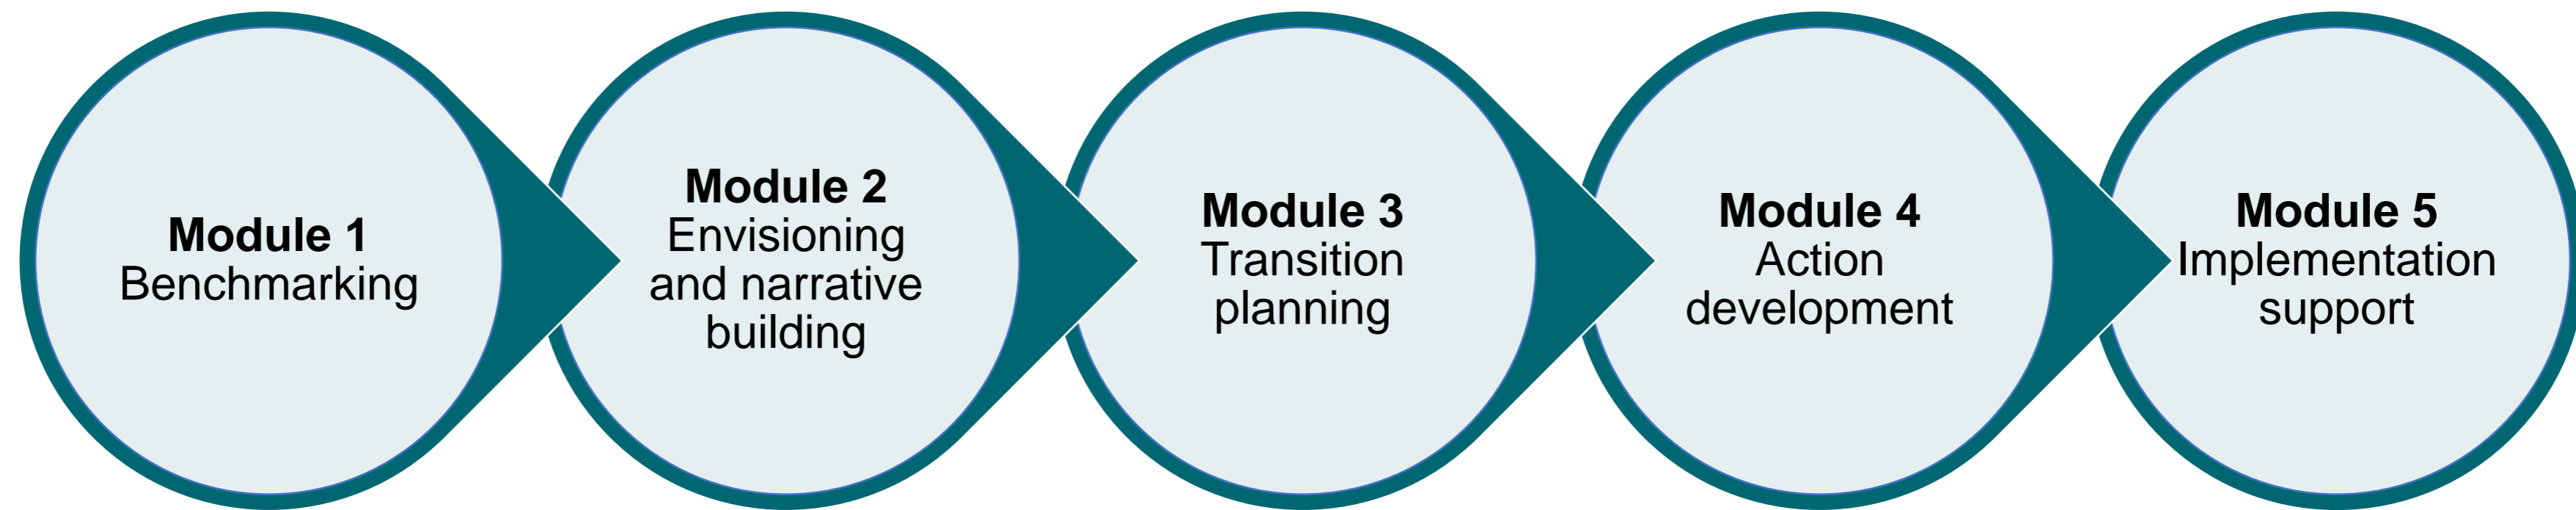 Module 1
Benchmarking
Module 2
Envisioning
and narrative
building
Module 3
Transition
planning
Module 4
Action
development
Module 5
Implementation
support